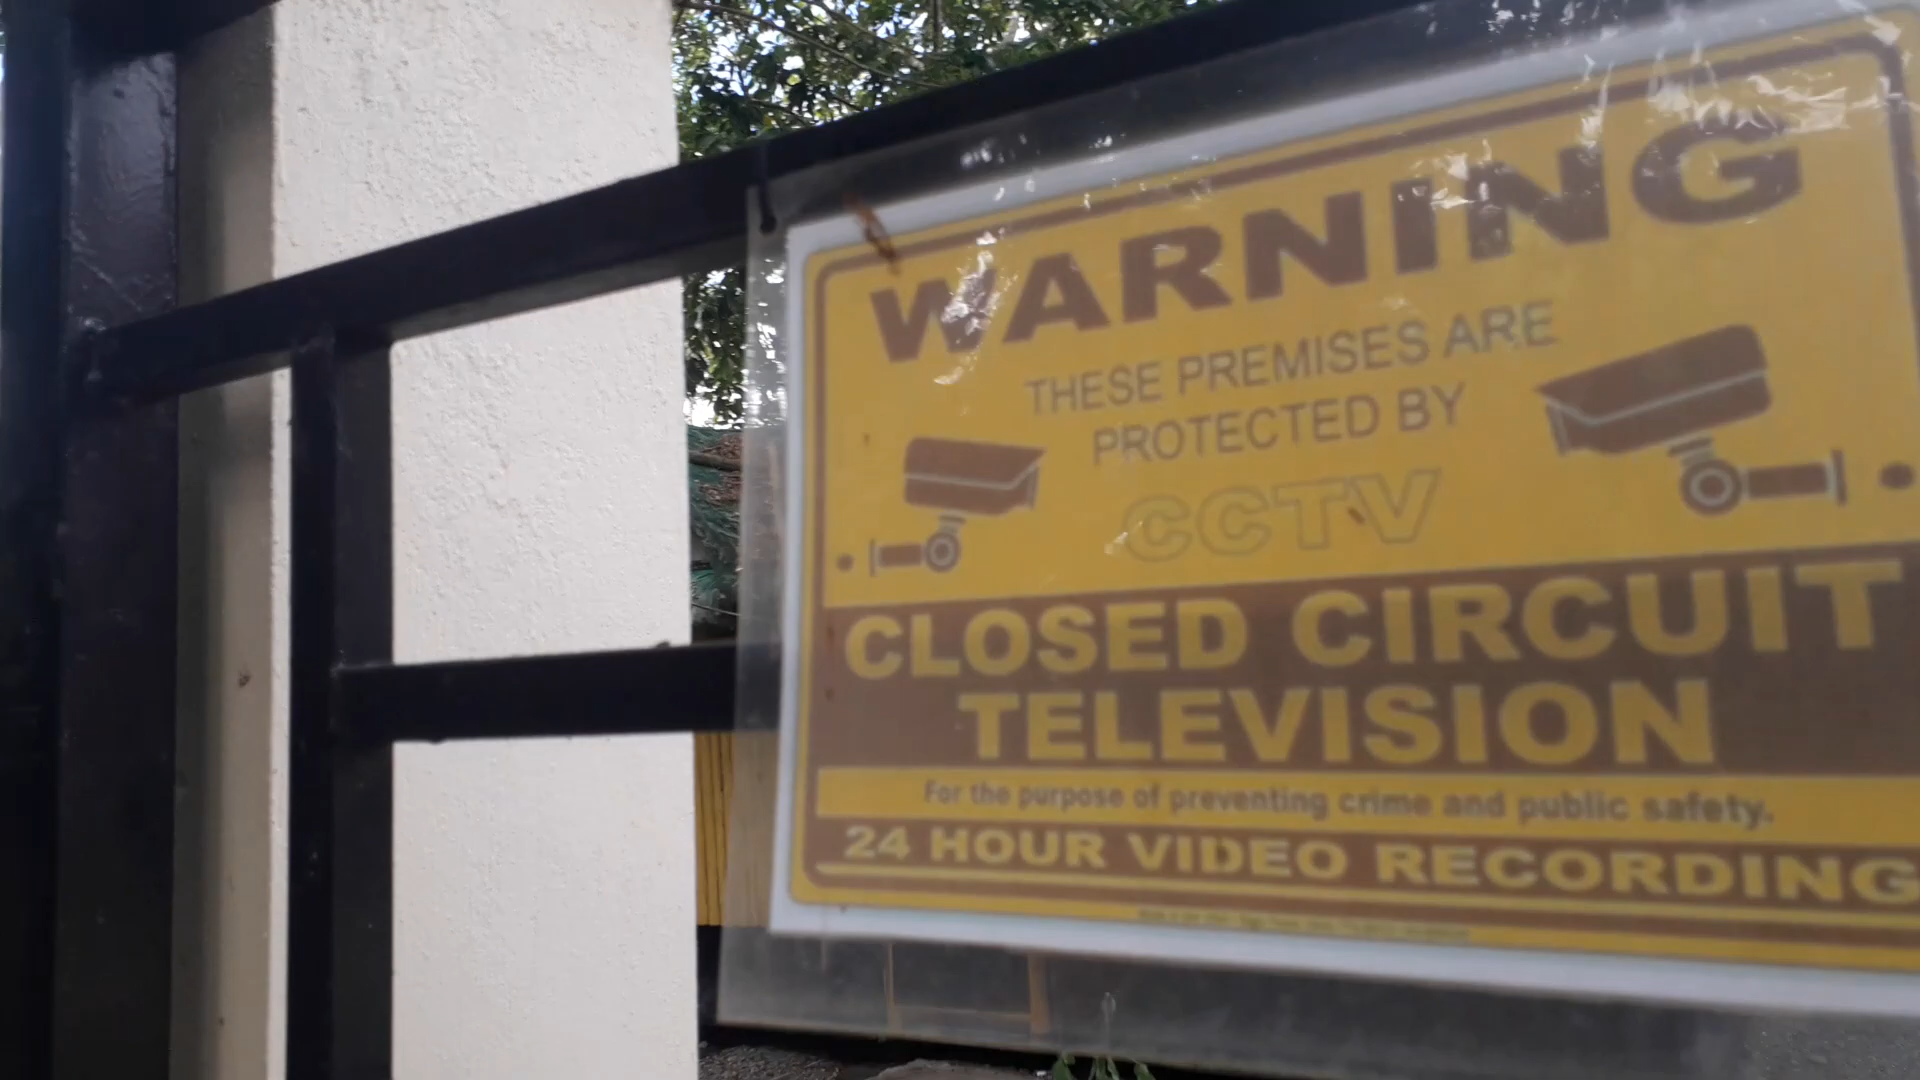 WARNING
THESE PREMISES ARE
PROTECTED BY
CCTV
CLOSED CIRCUIT
TELEVISION
For the purpose of preventing crime and public safety.
24 HOUR VIDEO RECORDING